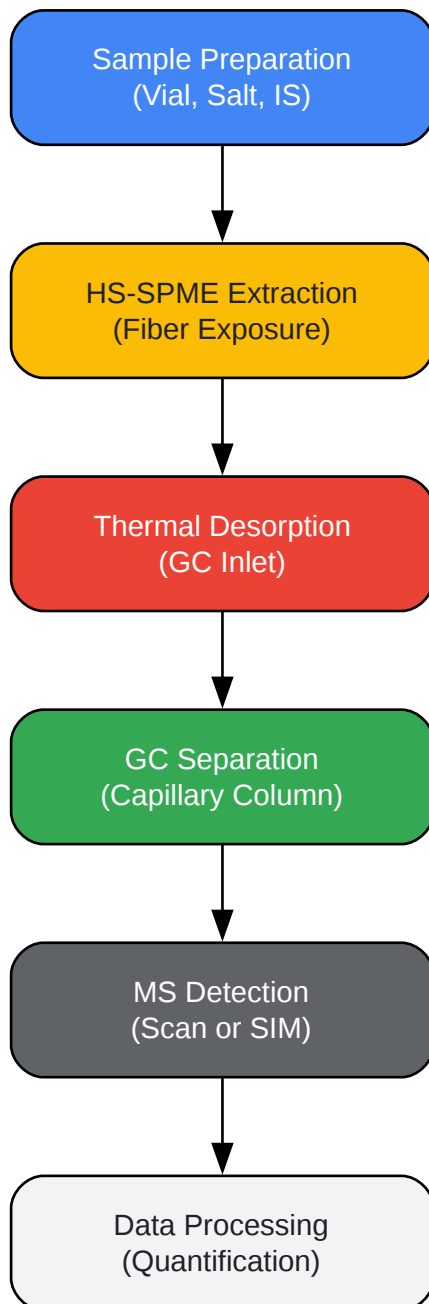 Sample Preparation
(Vial, Salt, IS)
HS-SPME Extraction
(Fiber Exposure)
Thermal Desorption
(GC Inlet)
GC Separation
(Capillary Column)
MS Detection
(Scan or SIM)
Data Processing
(Quantification)